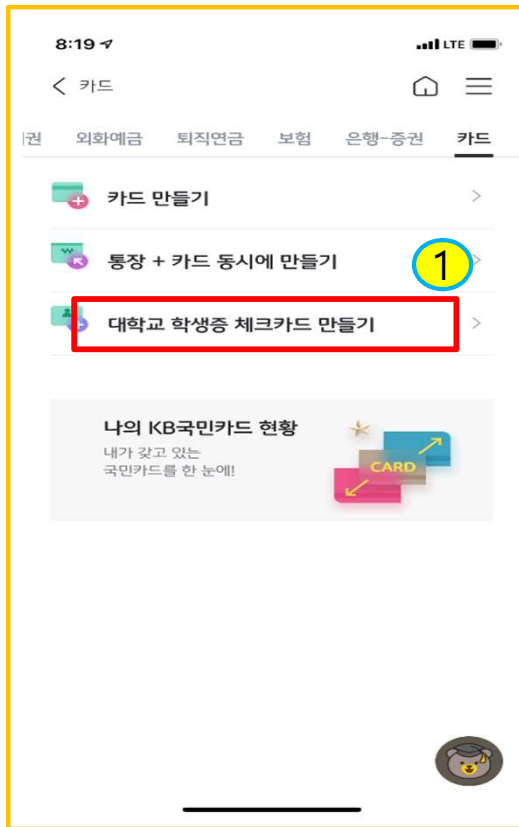 8:19
LTE
카드
권 외화예금 퇴직연금 보험 은행-증권 카드
카드 만들기
통장 + 카드 동시에 만들기
1
대학교 학생증 체크카드 만들기
나의 KB국민카드 현황
내가 갖고 있는
국민카드를 한 눈에!
CARD